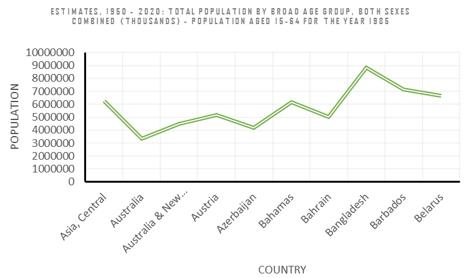 ESTIMATES, 1950 - 2020: TOTAL POPULATION BY BROAD AGE GROUP, BOTH SEXES
COMBINED (THOUSANDS) - POPULATION AGED 15-64 FOR THE YEAR 1985
POPULATION
10000000
9000000
8000000
7000000
6000000
5000000
4000000
3000000
2000000
1000000
0
Asia, Central
Australia
Australia & New...
Austria
Azerbaijan
Bahamas
Bahrain
Bangladesh
Barbados
Belarus
COUNTRY